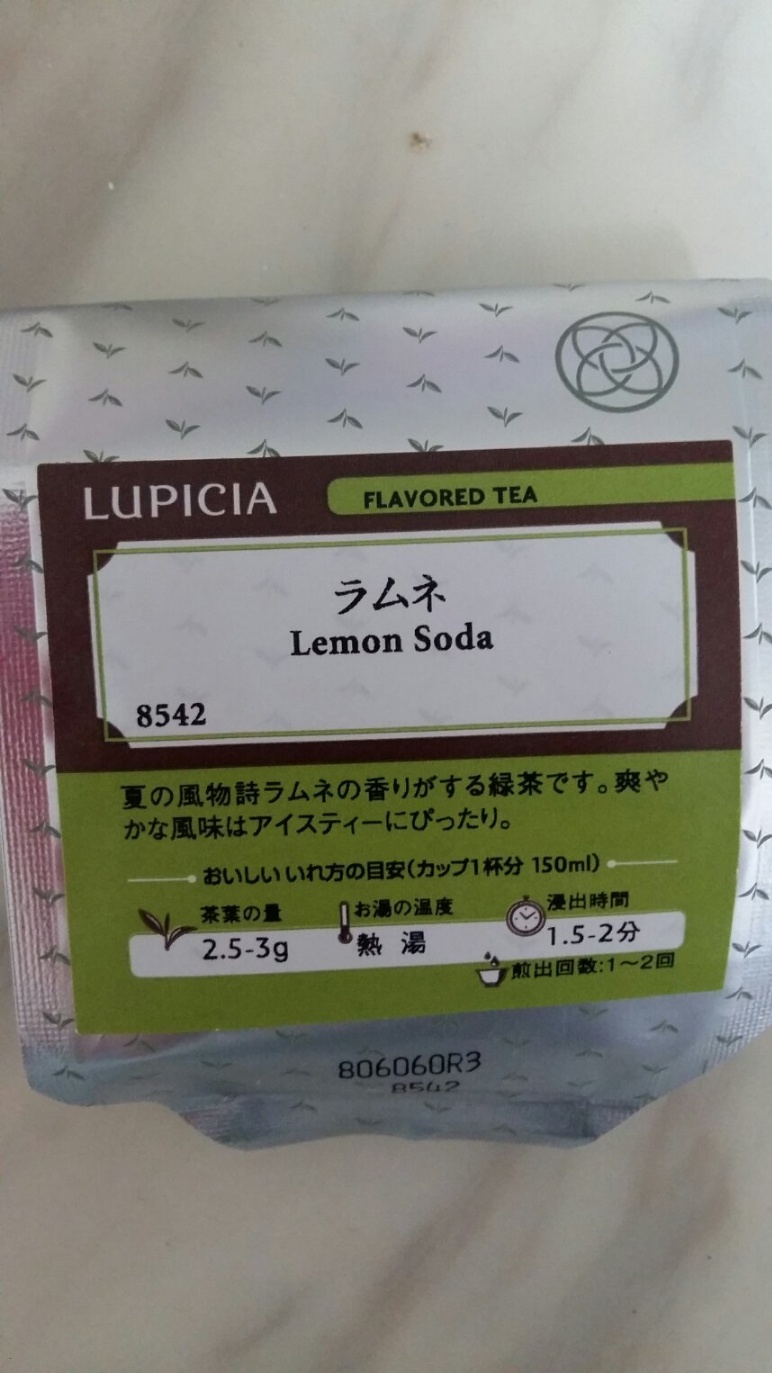 LUPICIA
FLAVORED TEA
ラムネ
Lemon Soda
8542
夏の風物詩ラムネの香りがする緑茶です。爽や
かな風味はアイスティーにぴったり。
おいしいいれ方の目安(カップ1杯分 150ml)
茶葉の量
2.5-3g
お湯の温度
熱湯
浸出時間
1.5-2分
煎出回数:1〜2回
806060R3
8542